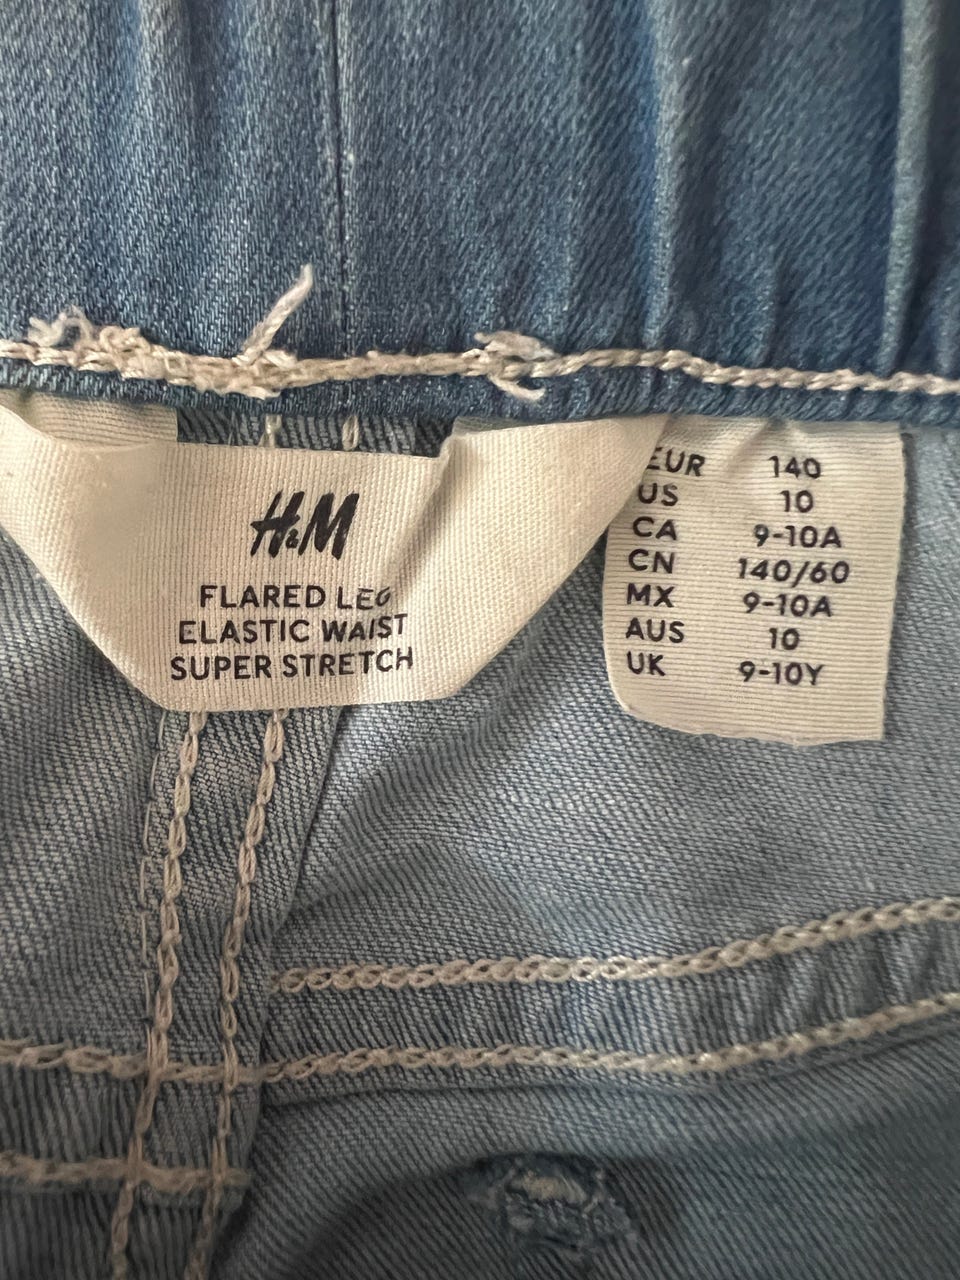 H&M
FLARED LEG
ELASTIC WAIST
SUPER STRETCH
EUR 140
US 10
CA 9-10A
CN 140/60
MX 9-10A
AUS 10
UK 9-10Y